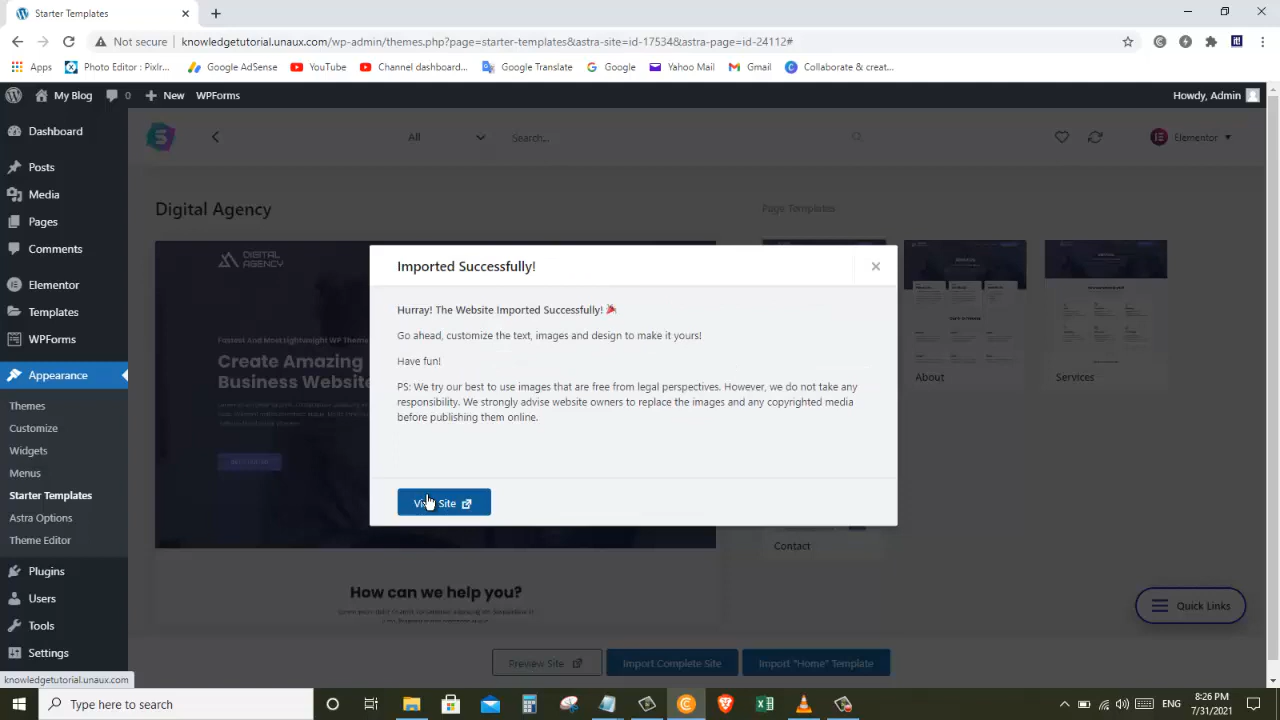 Starter Templates
Not secure
knowledgetutorial.unaux.com/wp-admin/themes.php?page=starter-templates&astra-site=id-17534&astra-page=id-24112#
Apps
Photo Editor : Pixlr...
Google AdSense
YouTube
Channel dashboard...
Google Translate
Google
Yahoo Mail
Gmail
Collaborate & creat...
My Blog
0
New
WPForms
Howdy, Admin
Dashboard
Posts
Media
Pages
Comments
Elementor
Templates
WPForms
Appearance
Themes
Customize
Widgets
Menus
Starter Templates
Astra Options
Theme Editor
Plugins
Users
Tools
Settings
All
Search...
Elementor
Digital Agency
Page Templates
DIGITAL
AGENCY
Fastest And Most Lightweight WP Theme
Create Amazing
Business Website
How can we help you?
About
Services
Contact
Imported Successfully!
Hurray! The Website Imported Successfully!
Go ahead, customize the text, images and design to make it yours!
Have fun!
PS: We try our best to use images that are free from legal perspectives. However, we do not take any
responsibility. We strongly advise website owners to replace the images and any copyrighted media
before publishing them online.
View Site
Quick Links
Preview Site
Import Complete Site
Import "Home" Template
knowledgetutorial.unaux.com
Type here to search
ENG
8:26 PM
7/31/2021